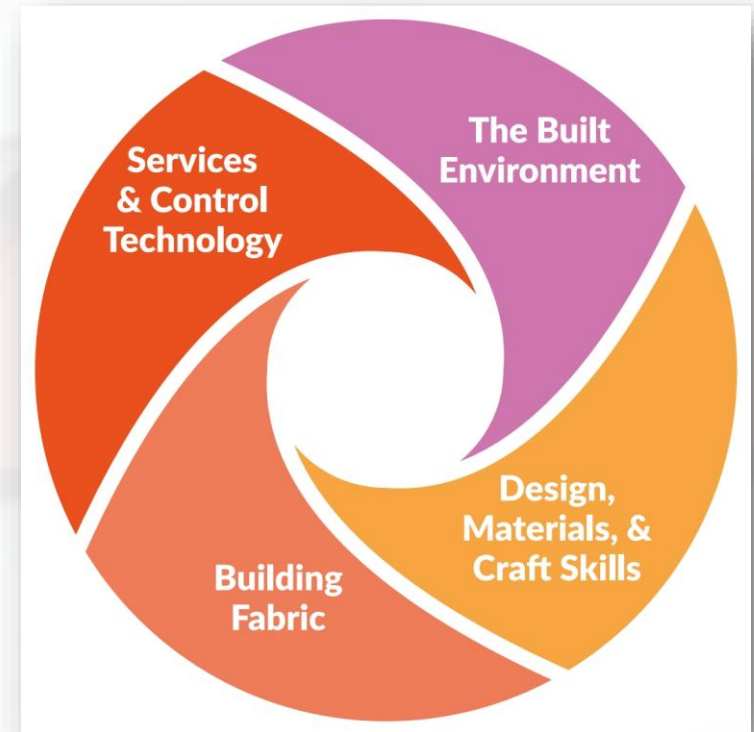 The Built
Environment
Services
& Control
Technology
Design,
Materials, &
Craft Skills
Building
Fabric